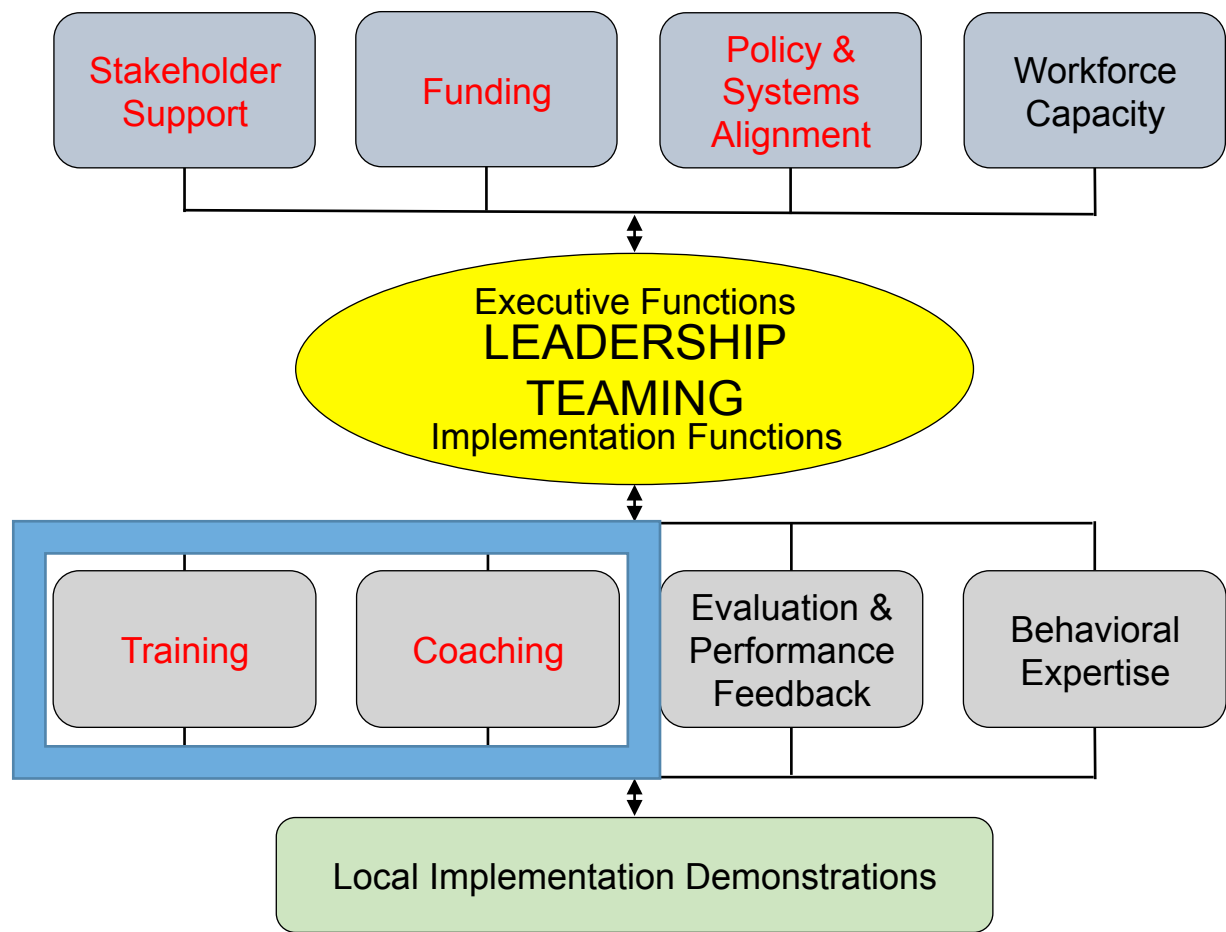 Stakeholder
Support
Funding
Policy &
Systems
Alignment
Workforce
Capacity
Executive Functions
LEADERSHIP
TEAMING
Implementation Functions
Training
Coaching
Evaluation &
Performance
Feedback
Behavioral
Expertise
Local Implementation Demonstrations